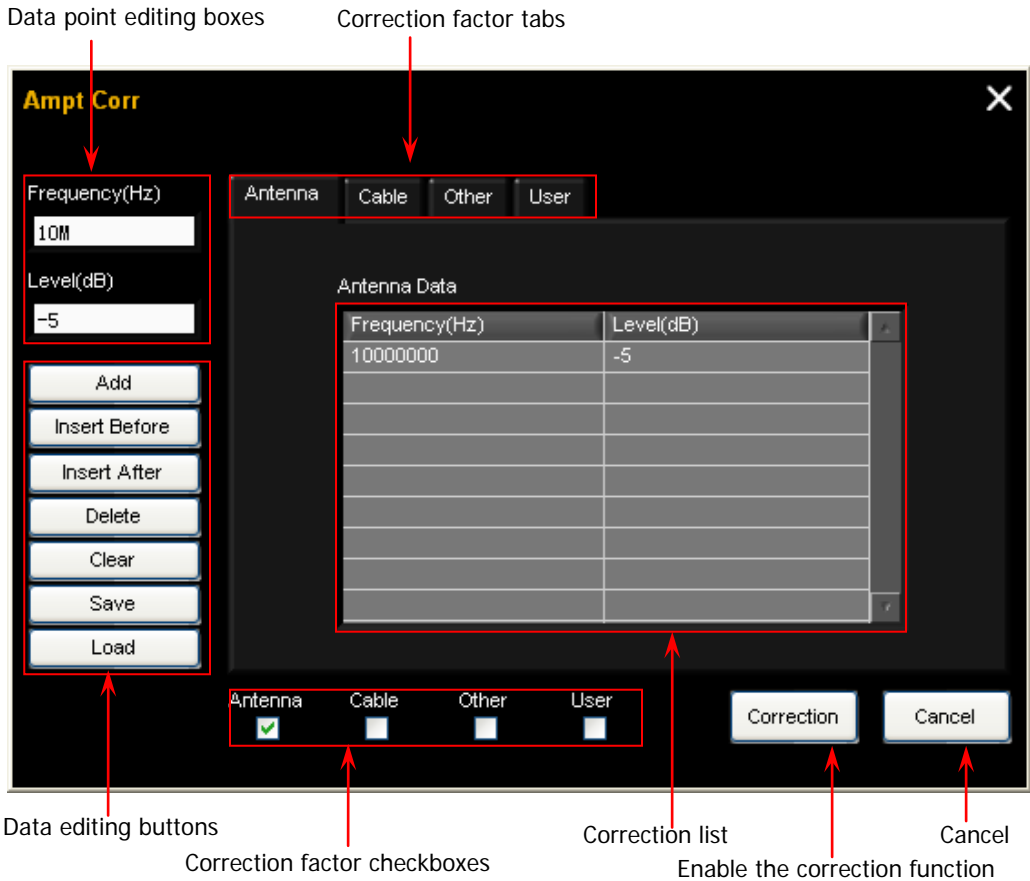 Data point editing boxes
Correction factor tabs
Ampt Corr
Frequency(Hz)
10M
Level(dB)
-5
Antenna Cable Other User
Antenna Data
Frequency(Hz) Level(dB)
10000000 -5
Add
Insert Before
Insert After
Delete
Clear
Save
Load
Antenna Cable Other User
Correction Cancel
Data editing buttons
Correction factor checkboxes
Correction list
Enable the correction function
Cancel